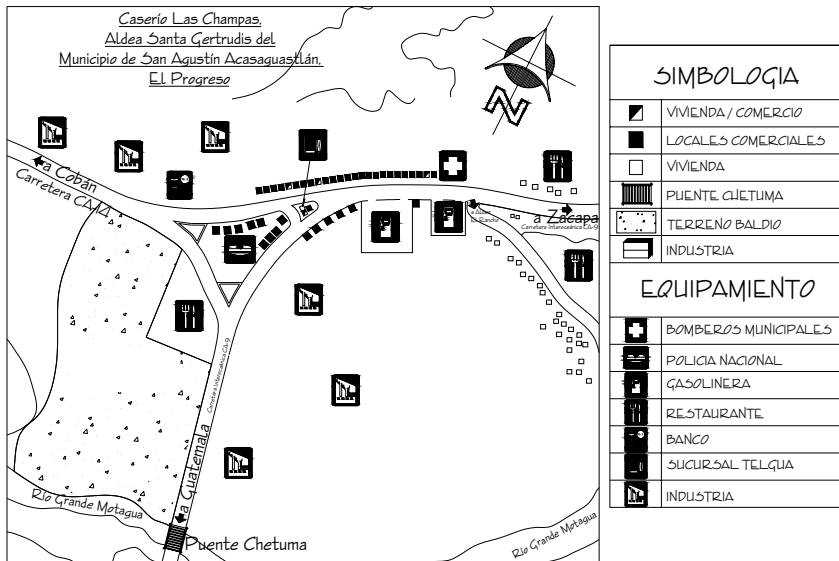 Caserío Las Champas,
Aldea Santa Gertrudis del
Municipio de San Agustín Acasaguastlán,
El Progreso
N
a Cobán
Carretera CA-14
a Zacapa
Carretera Interoceánica CA-9
a Aldea
El Rancho
Carretera Interoceánica CA-9
a Guatemala
Río Grande Motagua
Puente Chetuma
Río Grande Motagua
SIMBOLOGIA
VIVIENDA / COMERCIO
LOCALES COMERCIALES
VIVIENDA
PUENTE CHETUMA
TERRENO BALDIO
INDUSTRIA
EQUIPAMIENTO
BOMBEROS MUNICIPALES
POLICIA NACIONAL
GASOLINERA
RESTAURANTE
BANCO
SUCURSAL TELGUA
INDUSTRIA